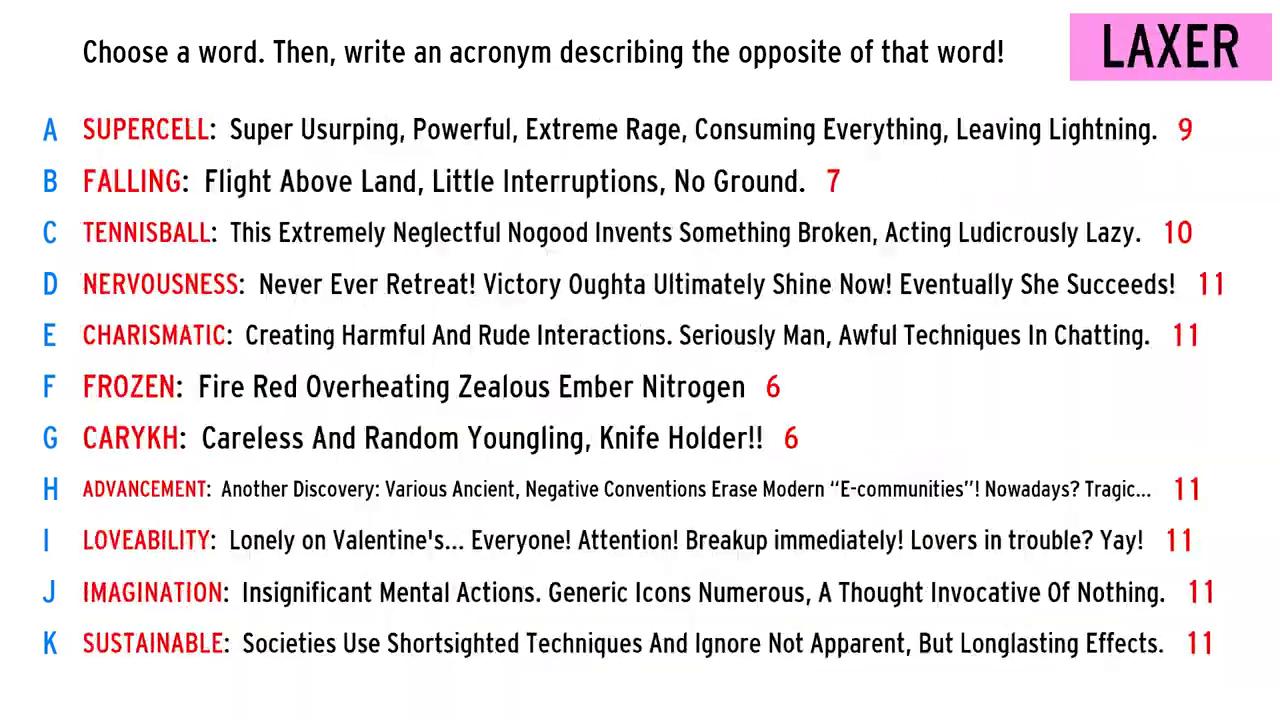 Choose a word. Then, write an acronym describing the opposite of that word!
LAXER
A SUPERCELL: Super Usurping, Powerful, Extreme Rage, Consuming Everything, Leaving Lightning. 9
B FALLING: Flight Above Land, Little Interruptions, No Ground. 7
C TENNISBALL: This Extremely Neglectful Nogood Invents Something Broken, Acting Ludicrously Lazy. 10
D NERVOUSNESS: Never Ever Retreat! Victory Oughta Ultimately Shine Now! Eventually She Succeeds! 11
E CHARISMATIC: Creating Harmful And Rude Interactions. Seriously Man, Awful Techniques In Chatting. 11
F FROZEN: Fire Red Overheating Zealous Ember Nitrogen 6
G CARYKH: Careless And Random Youngling, Knife Holder!! 6
H ADVANCEMENT: Another Discovery: Various Ancient, Negative Conventions Erase Modern “E-communities”! Nowadays? Tragic... 11
I LOVEABILITY: Lonely on Valentine's... Everyone! Attention! Breakup immediately! Lovers in trouble? Yay! 11
J IMAGINATION: Insignificant Mental Actions. Generic Icons Numerous, A Thought Invocative Of Nothing. 11
K SUSTAINABLE: Societies Use Shortsighted Techniques And Ignore Not Apparent, But Longlasting Effects. 11